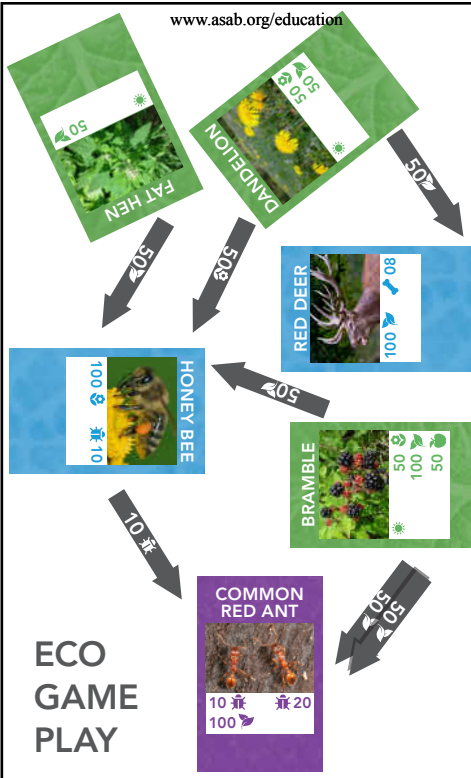 www.asab.org/education
FAT HEN
50
DANDELION
50
50
50
50
50
RED DEER
100
80
HONEY BEE
100
10
50
BRAMBLE
50
100
50
10
50
50
COMMON
RED ANT
10 20
100
ECO
GAME
PLAY